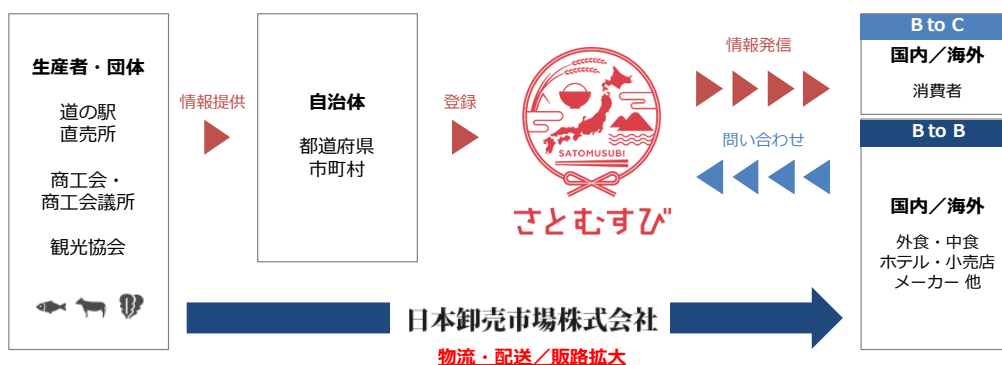 生産者・団体
道の駅
直売所
商工会・
商工会議所
観光協会
情報提供
自治体
都道府県
市町村
登録
SATOMUSUBI
さとむすび
情報発信
問い合わせ
B to C
国内／海外
消費者
B to B
国内／海外
外食・中食
ホテル・小売店
メーカー 他
日本卸売市場株式会社
物流・配送／販路拡大